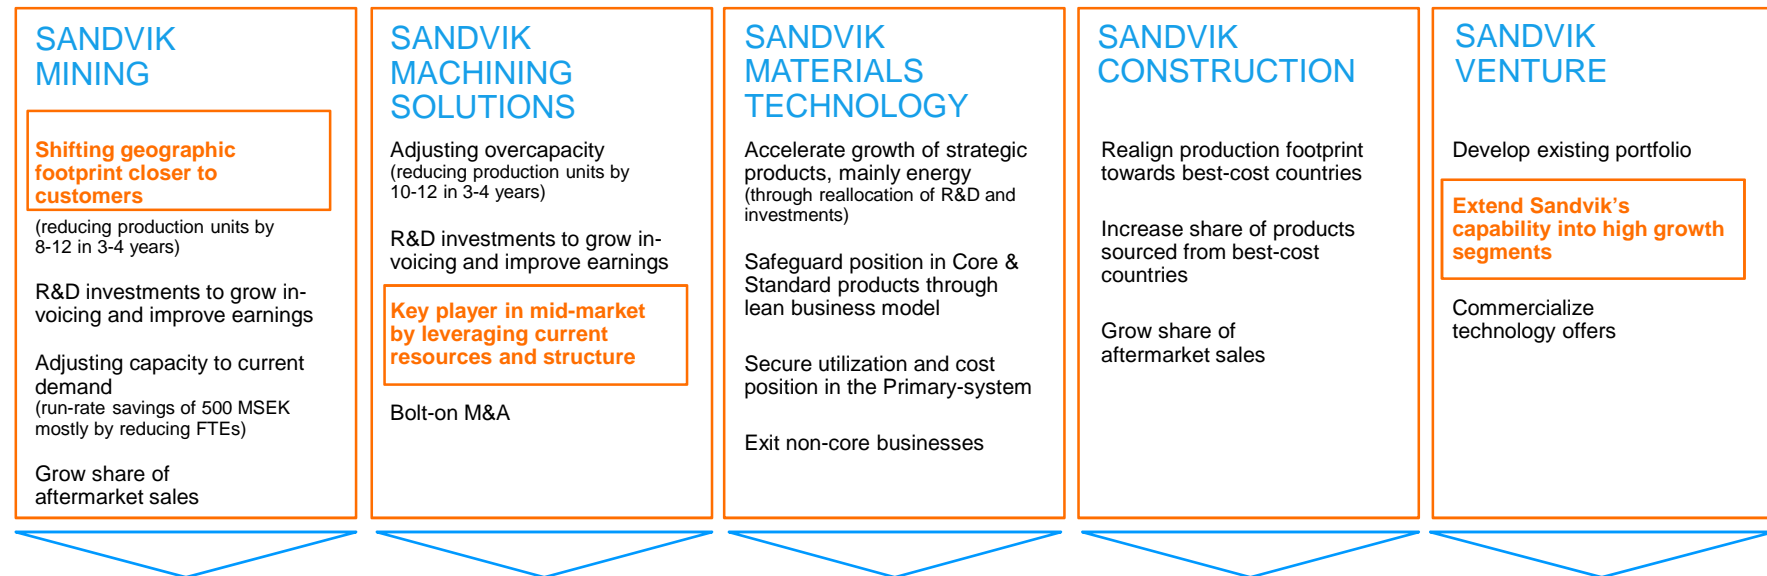 SANDVIK
MINING
Shifting geographic
footprint closer to
customers
(reducing production units by
8-12 in 3-4 years)
R&D investments to grow in-
voicing and improve earnings
Adjusting capacity to current
demand
(run-rate savings of 500 MSEK
mostly by reducing FTEs)
Grow share of
aftermarket sales
SANDVIK
MACHINING
SOLUTIONS
Adjusting overcapacity
(reducing production units by
10-12 in 3-4 years)
R&D investments to grow in-
voicing and improve earnings
Key player in mid-market
by leveraging current
resources and structure
Bolt-on M&A
SANDVIK
MATERIALS
TECHNOLOGY
Accelerate growth of strategic
products, mainly energy
(through reallocation of R&D and
investments)
Safeguard position in Core &
Standard products through
lean business model
Secure utilization and cost
position in the Primary-system
Exit non-core businesses
SANDVIK
CONSTRUCTION
Realign production footprint
towards best-cost countries
Increase share of products
sourced from best-cost
countries
Grow share of
aftermarket sales
SANDVIK
VENTURE
Develop existing portfolio
Extend Sandvik's
capability into high growth
segments
Commercialize
technology offers